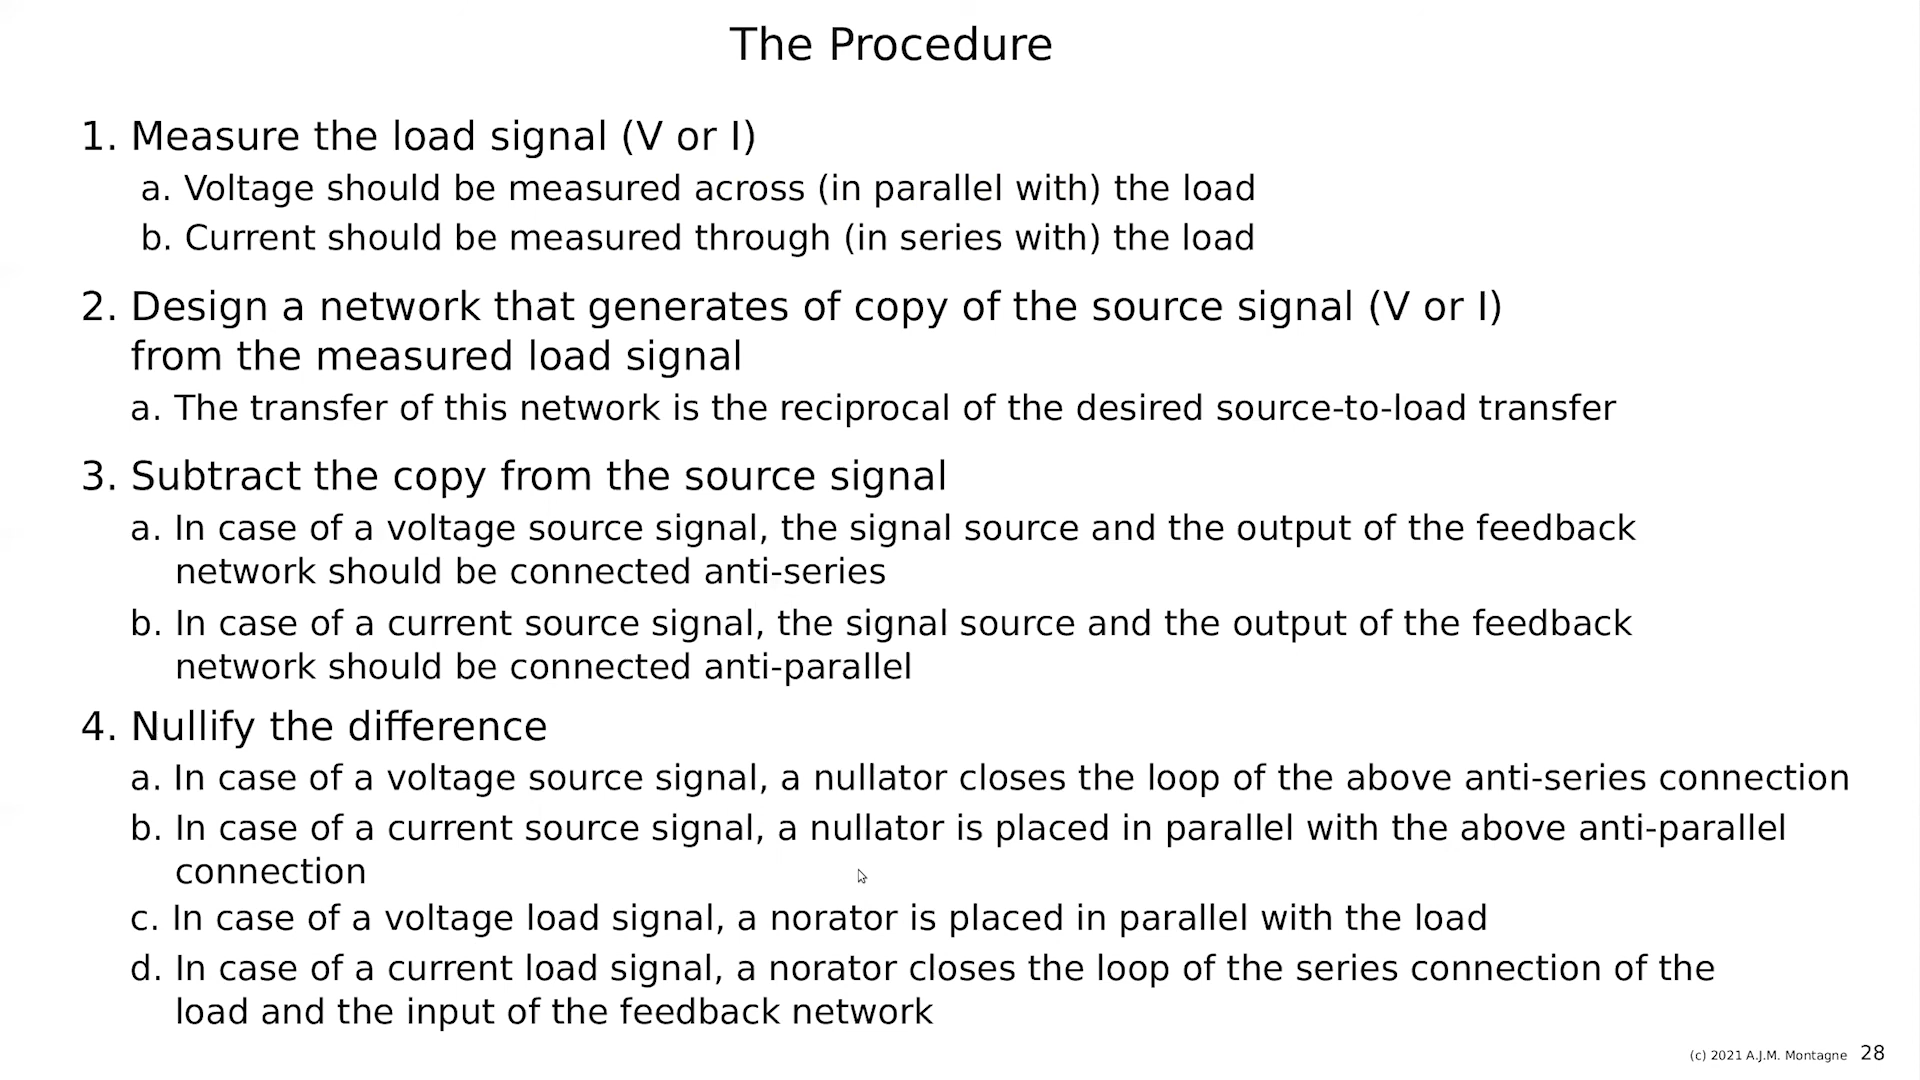 The Procedure
1. Measure the load signal (V or I)
a. Voltage should be measured across (in parallel with) the load
b. Current should be measured through (in series with) the load
2. Design a network that generates of copy of the source signal (V or I)
from the measured load signal
a. The transfer of this network is the reciprocal of the desired source-to-load transfer
3. Subtract the copy from the source signal
a. In case of a voltage source signal, the signal source and the output of the feedback
network should be connected anti-series
b. In case of a current source signal, the signal source and the output of the feedback
network should be connected anti-parallel
4. Nullify the difference
a. In case of a voltage source signal, a nullator closes the loop of the above anti-series connection
b. In case of a current source signal, a nullator is placed in parallel with the above anti-parallel
connection
c. In case of a voltage load signal, a norator is placed in parallel with the load
d. In case of a current load signal, a norator closes the loop of the series connection of the
load and the input of the feedback network
(c) 2021 A.J.M. Montagne 28